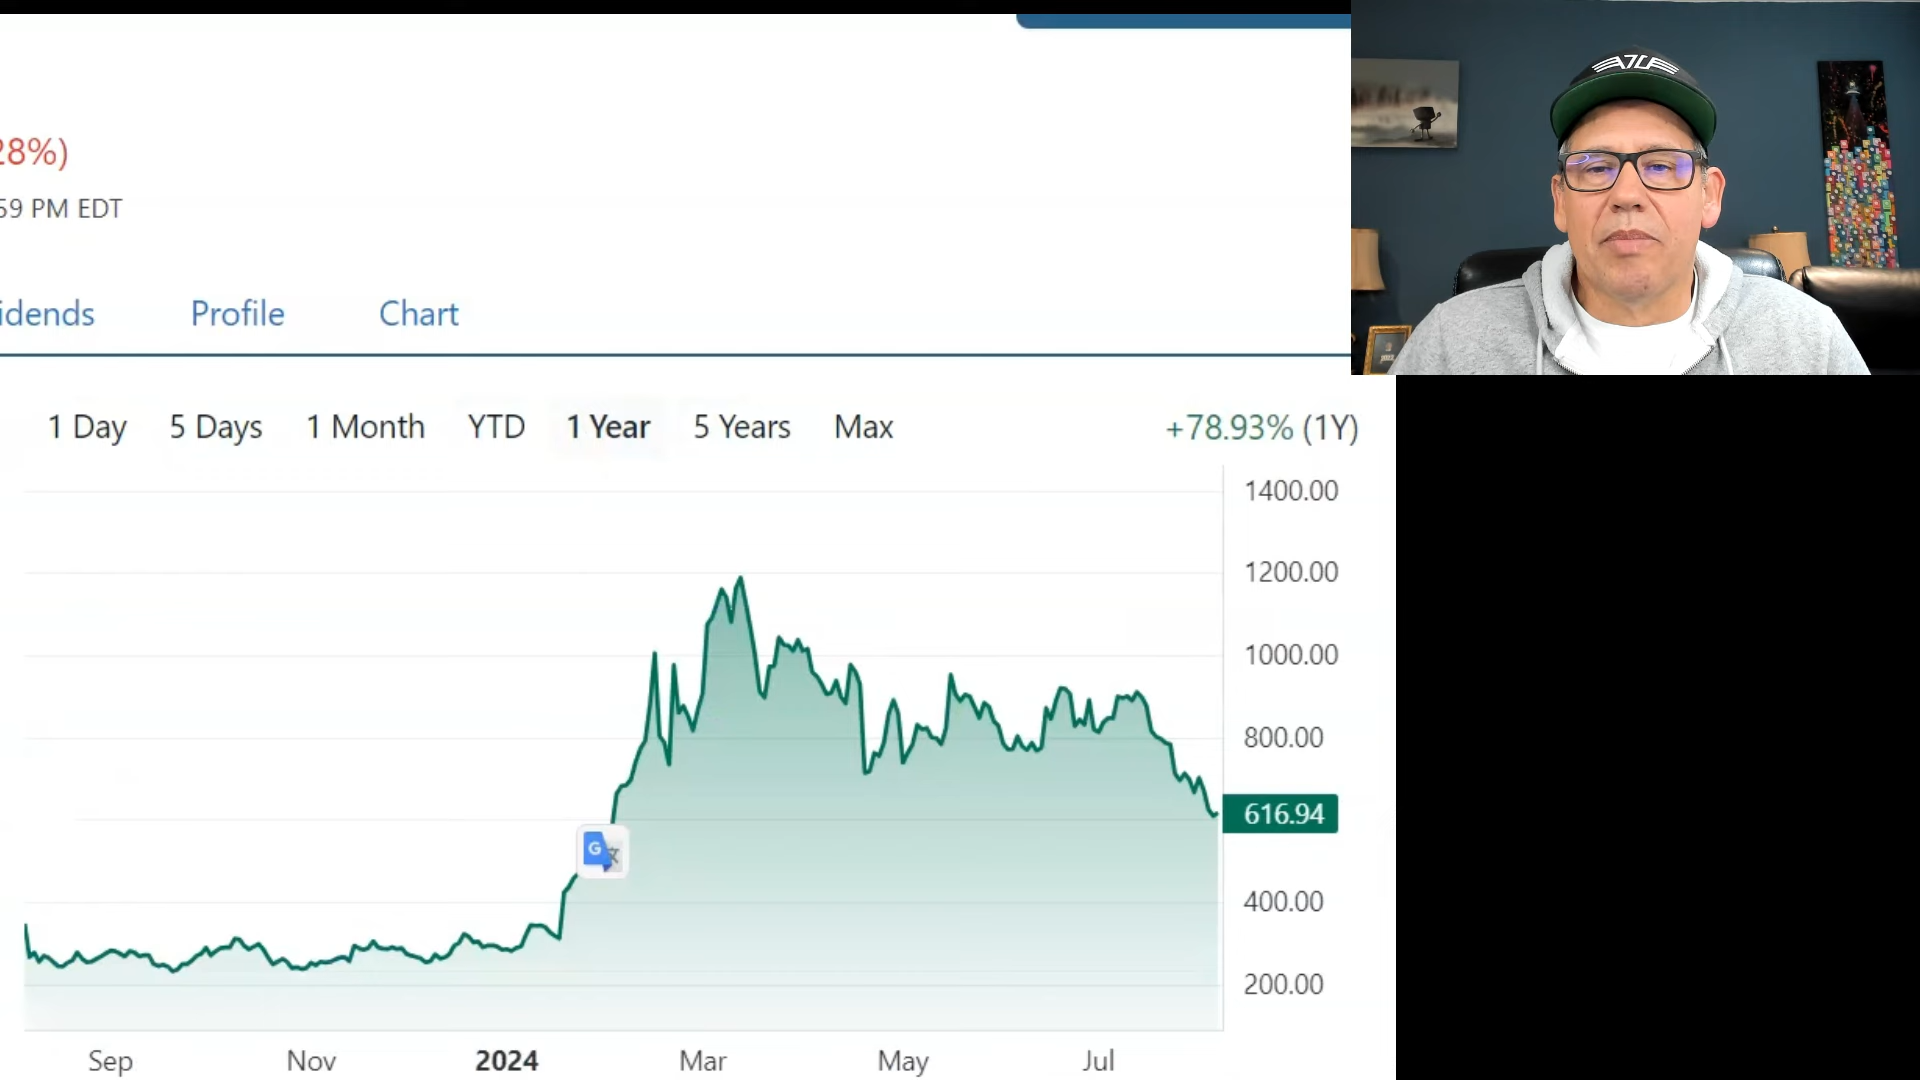 28%)
59 PM EDT
idends Profile Chart
1 Day 5 Days 1 Month YTD 1 Year 5 Years Max +78.93% (1Y)
1400.00
1200.00
1000.00
800.00
616.94
400.00
200.00
Sep Nov 2024 Mar May Jul
G 文